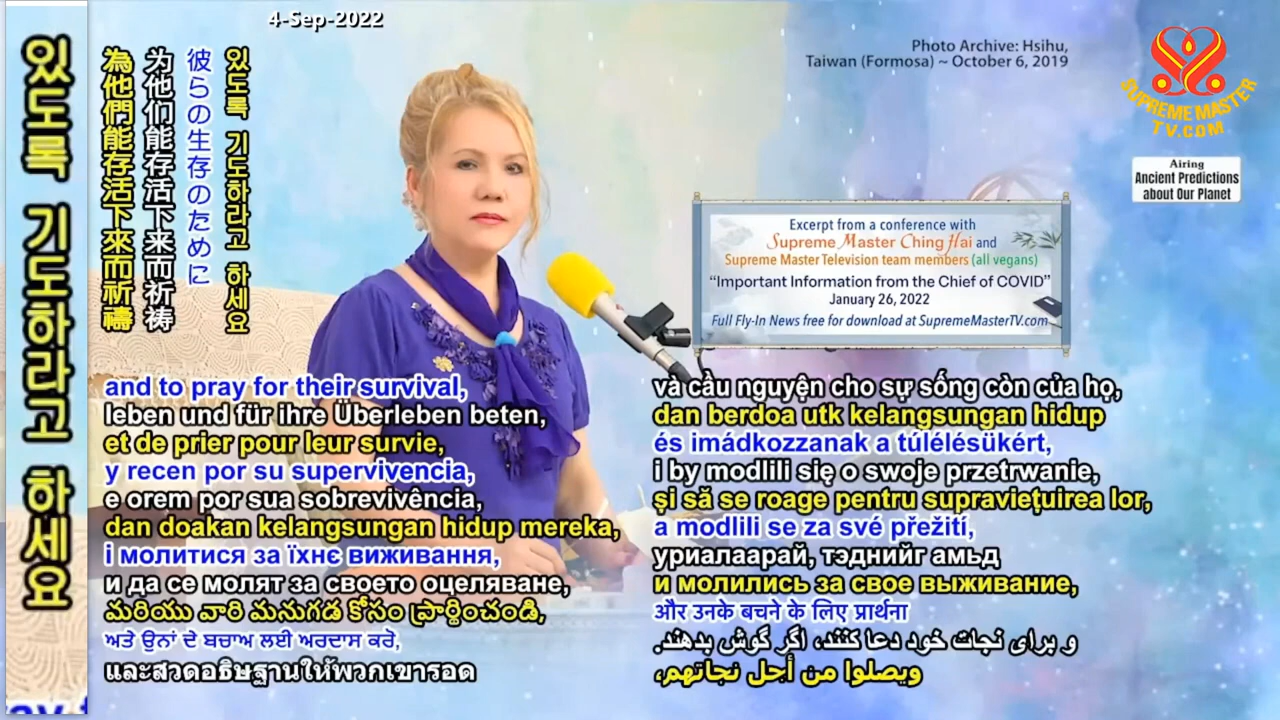 4-Sep-2022
Photo Archive: Hsihu,
Taiwan (Formosa) ~ October 6, 2019
SUPREME MASTER
TV.COM
Airing
Ancient Predictions
about Our Planet
있도록 기도하라고 하세요
為他們能存活下來而祈禱
为他们能存活下来而祈祷
彼らの生存のために
있도록 기도하라고 하세요
Excerpt from a conference with
Supreme Master Ching Hai and
Supreme Master Television team members (all vegans)
“Important Information from the Chief of COVID”
January 26, 2022
Full Fly-In News free for download at SupremeMasterTV.com
and to pray for their survival,
leben und für ihre Überleben beten,
et de prier pour leur survie,
y recen por su supervivencia,
e orem por sua sobrevivência,
dan doakan kelangsungan hidup mereka,
і молитися за їхнє виживання,
и да се молят за своето оцеляване,
మరియు వారి మనుగడ కోసం ప్రార్థించండి,
ਅਤੇ ਉਨਾਂ ਦੇ ਬਚਾਅ ਲਈ ਅਰਦਾਸ ਕਰੋ,
และสวดอธิษฐานให้พวกเขารอด
và cầu nguyện cho sự sống còn của họ,
dan berdoa utk kelangsungan hidup
és imádkozzanak a túlélésükért,
i by modlili się o swoje przetrwanie,
și să se roage pentru supraviețuirea lor,
a modlili se za své přežití,
уриалаарай, тэднийг амьд
и молились за свое выживание,
और उनके बचने के लिए प्रार्थना
و برای نجات خود دعا کنند، اگر گوش بدهند.
ويصلوا من أجل نجاتهم،